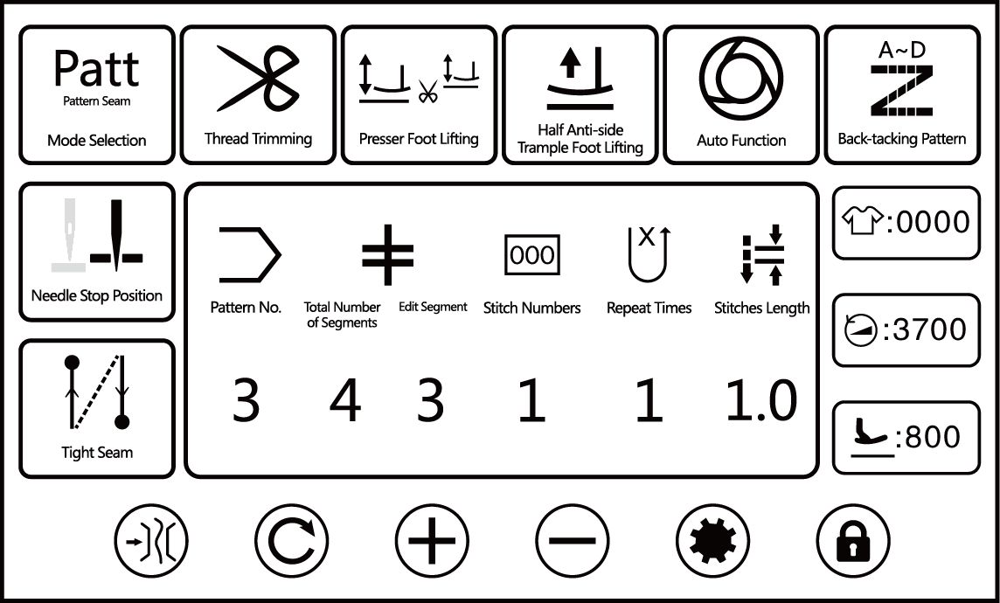 Patt
Pattern Seam
Mode Selection
Thread Trimming
Presser Foot Lifting
Half Anti-side
Trample Foot Lifting
Auto Function
A~D
Back-tacking Pattern
Needle Stop Position
Tight Seam
000
X
Pattern No.
Total Number
of Segments
Edit Segment
Stitch Numbers
Repeat Times
Stitches Length
3 4 3 1 1 1.0
:0000
:3700
:800